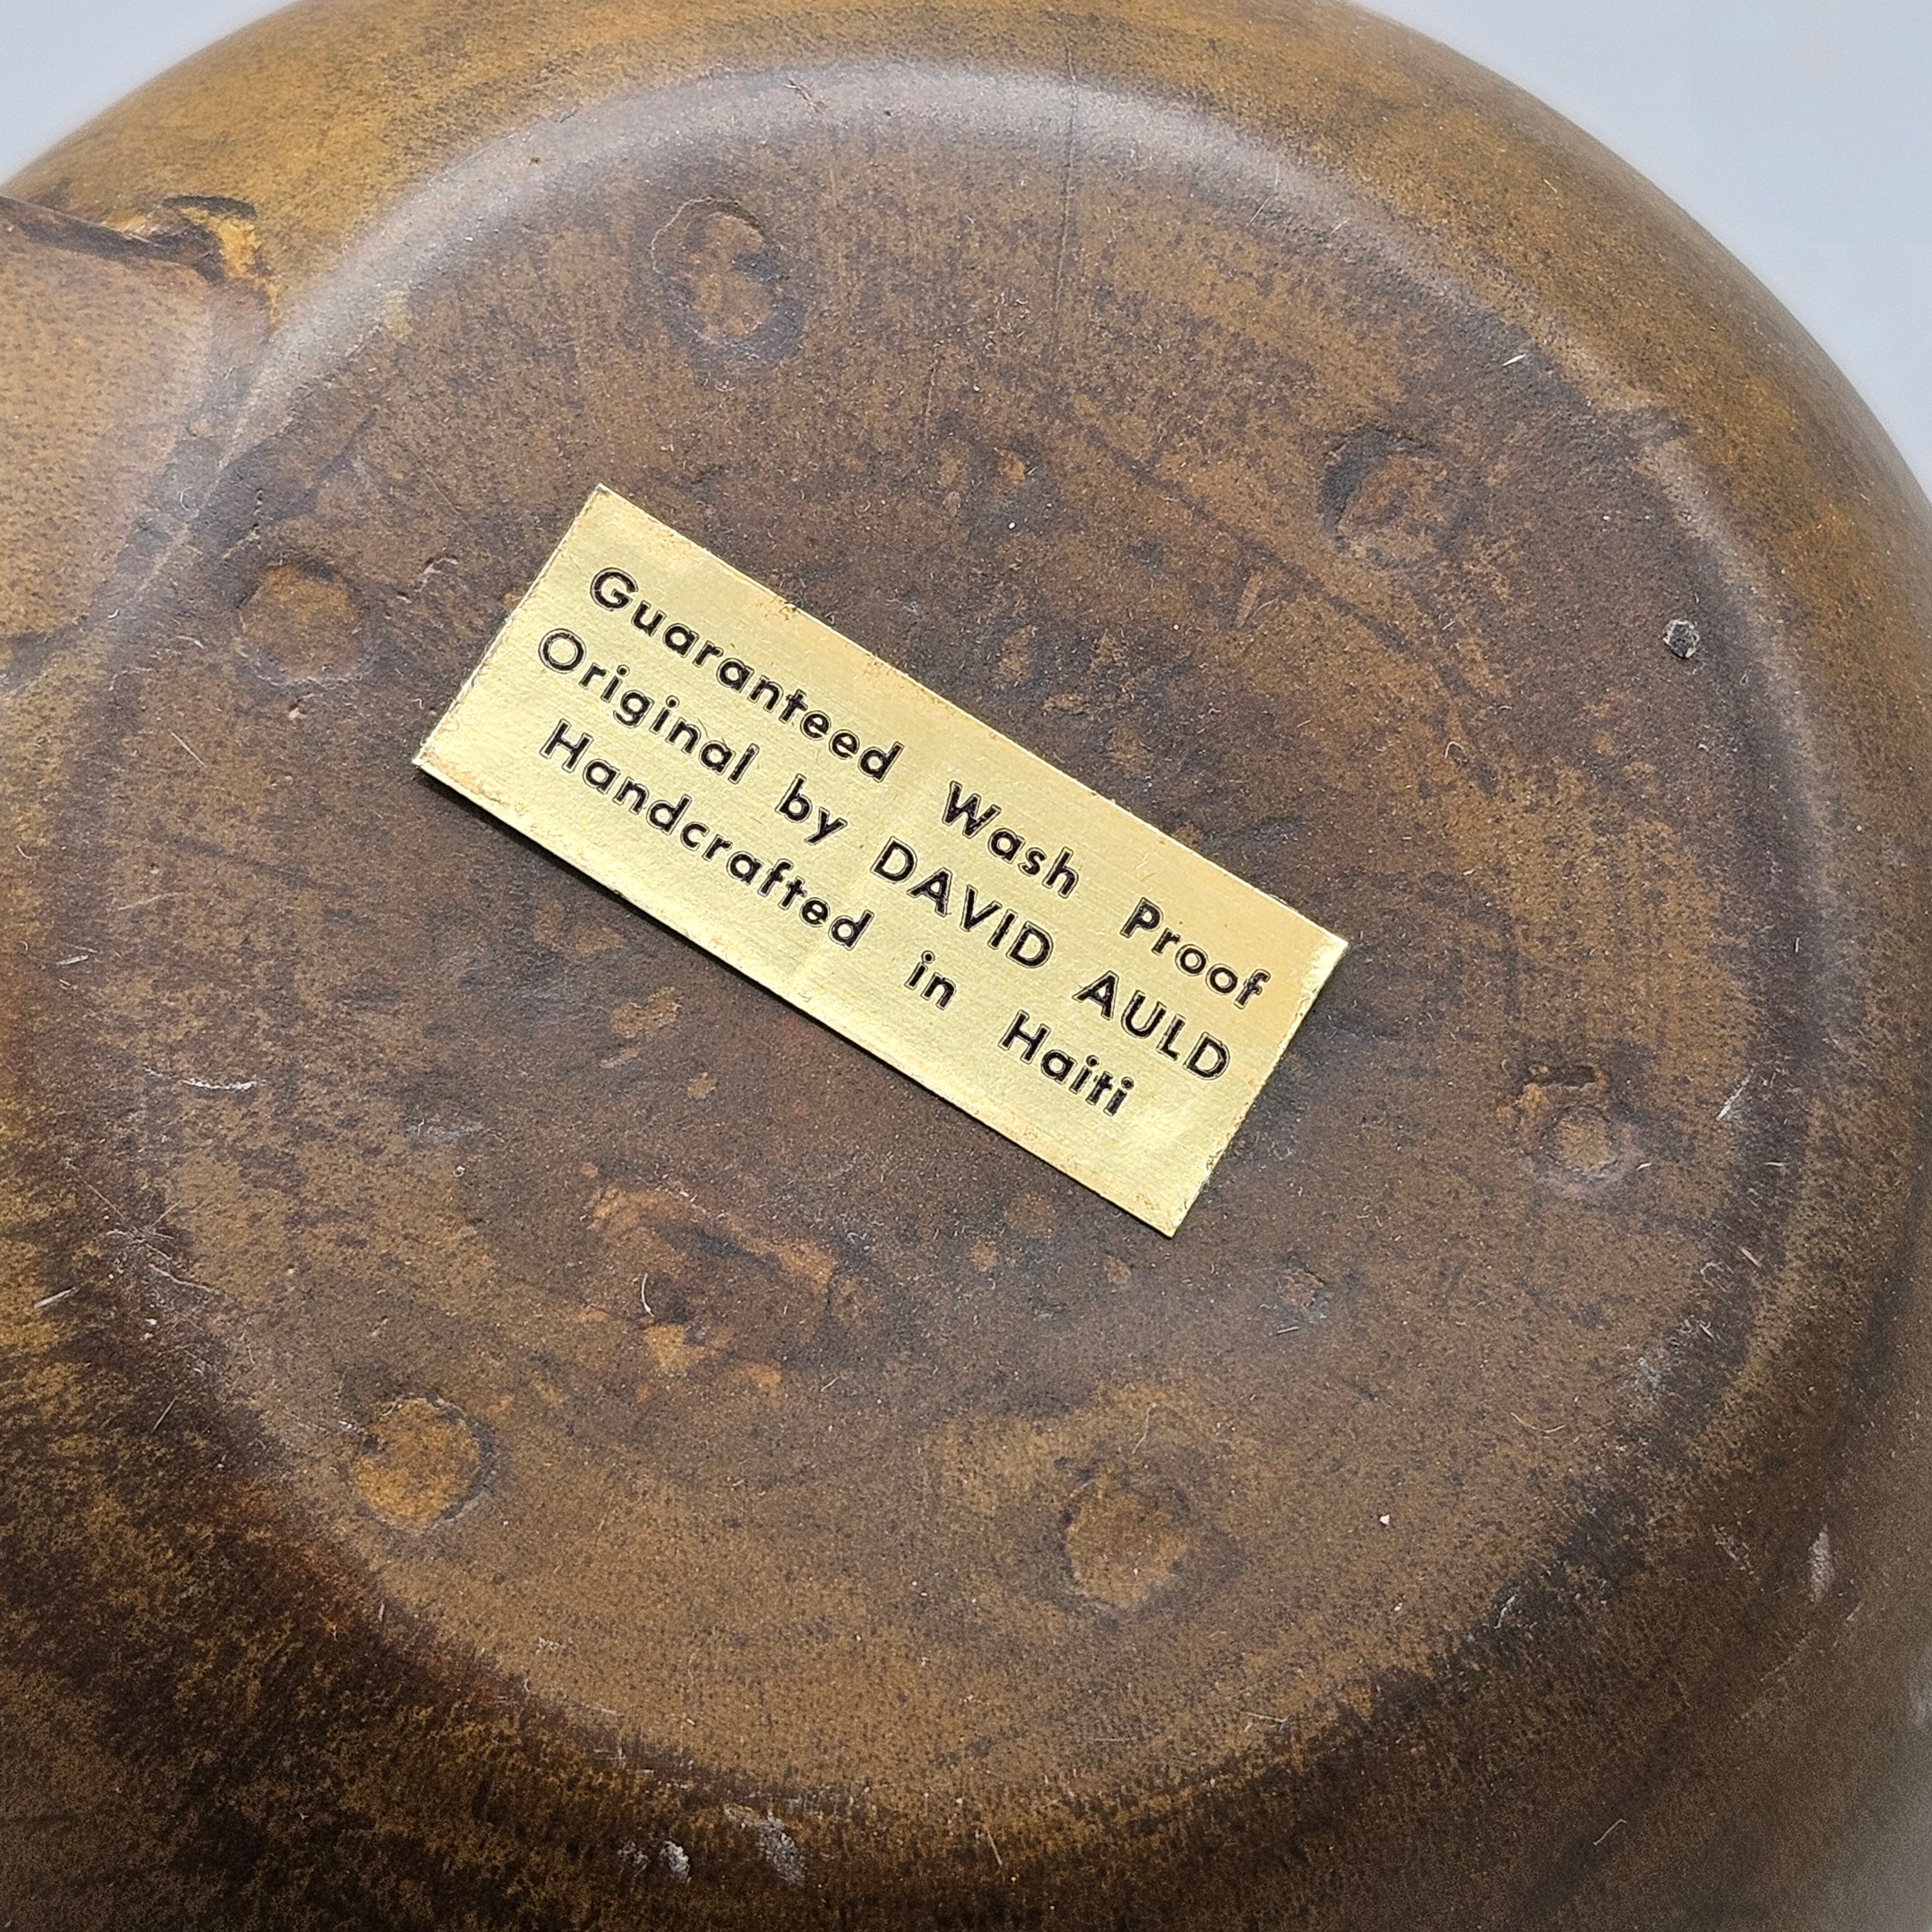 Guaranteed Wash Proof
Original by DAVID AULD
Handcrafted in Haiti